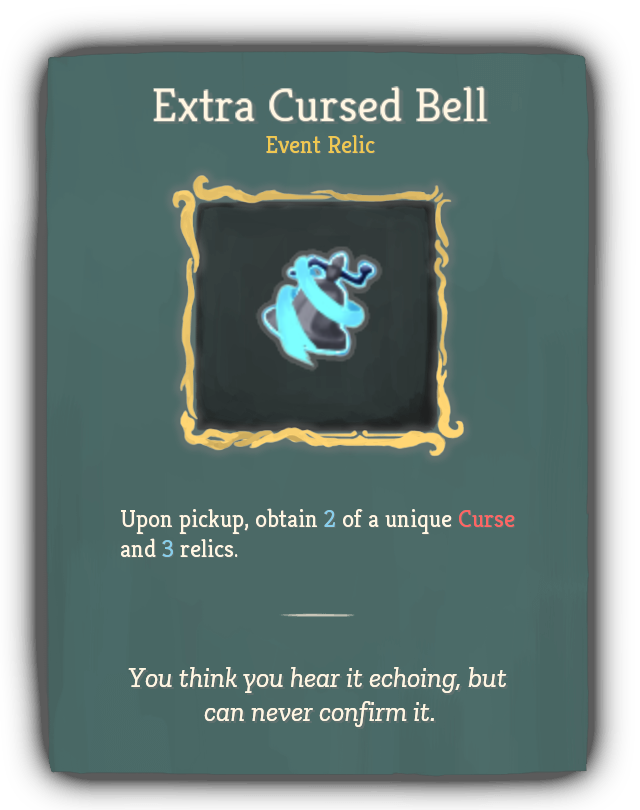 Extra Cursed Bell
Event Relic
Upon pickup, obtain 2 of a unique Curse
and 3 relics.
You think you hear it echoing, but
can never confirm it.